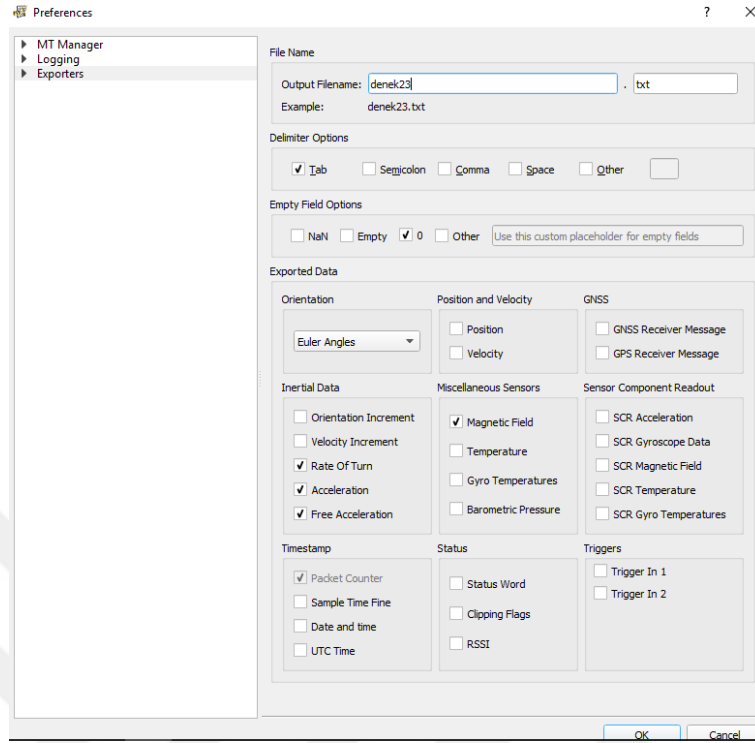 Preferences
? X
MT Manager
Logging
Exporters
File Name
Output Filename: denek23 . txt
Example: denek23.txt
Delimiter Options
Tab Semicolon Comma Space Other
Empty Field Options
NaN Empty 0 Other Use this custom placeholder for empty fields
Exported Data
Orientation
Euler Angles
Position and Velocity
Position
Velocity
GNSS
GNSS Receiver Message
GPS Receiver Message
Inertial Data
Orientation Increment
Velocity Increment
Rate Of Turn
Acceleration
Free Acceleration
Miscellaneous Sensors
Magnetic Field
Temperature
Gyro Temperatures
Barometric Pressure
Sensor Component Readout
SCR Acceleration
SCR Gyroscope Data
SCR Magnetic Field
SCR Temperature
SCR Gyro Temperatures
Timestamp
Packet Counter
Sample Time Fine
Date and time
UTC Time
Status
Status Word
Clipping Flags
RSSI
Triggers
Trigger In 1
Trigger In 2
OK Cancel